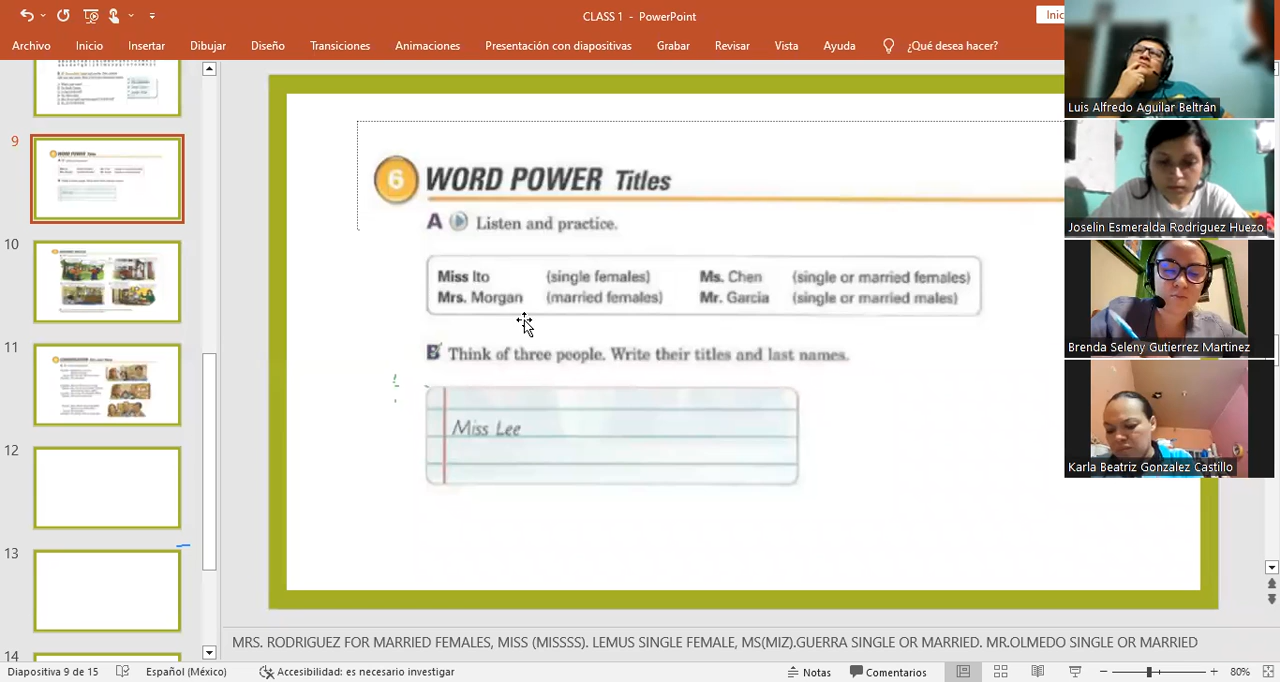 CLASS 1 - PowerPoint
Inic
Archivo Inicio Insertar Dibujar Diseño Transiciones Animaciones Presentación con diapositivas Grabar Revisar Vista Ayuda ¿Qué desea hacer?
Luis Alfredo Aguilar Beltrán
Joselin Esmeralda Rodriguez Huezo
Brenda Seleny Gutierrez Martinez
Karla Beatriz Gonzalez Castillo
9
10
11
12
13
14
6 WORD POWER Titles
A Listen and practice.
Miss Ito (single females) Ms. Chen (single or married females)
Mrs. Morgan (married females) Mr. Garcia (single or married males)
B Think of three people. Write their titles and last names.
Miss Lee
MRS. RODRIGUEZ FOR MARRIED FEMALES, MISS (MISSSS). LEMUS SINGLE FEMALE, MS(MIZ).GUERRA SINGLE OR MARRIED. MR.OLMEDO SINGLE OR MARRIED
Diapositiva 9 de 15 Español (México) Accesibilidad: es necesario investigar Notas Comentarios 80%